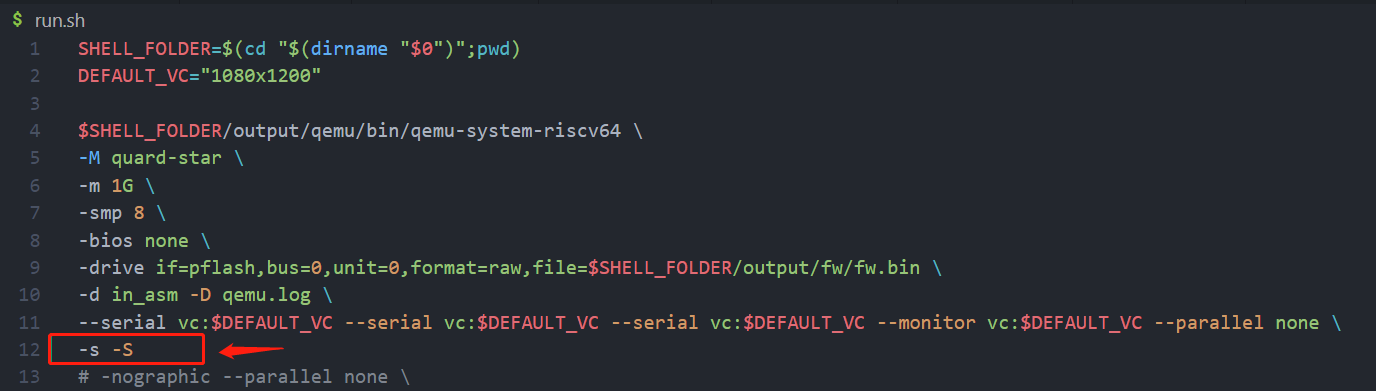 $ run.sh
1 SHELL_FOLDER=$(cd "$(dirname "$0")";pwd)
2 DEFAULT_VC="1080x1200"
3
4 $SHELL_FOLDER/output/qemu/bin/qemu-system-riscv64 \
5 -M quard-star \
6 -m 1G \
7 -smp 8 \
8 -bios none \
9 -drive if=pflash,bus=0,unit=0,format=raw,file=$SHELL_FOLDER/output/fw/fw.bin \
10 -d in_asm -D qemu.log \
11 --serial vc:$DEFAULT_VC --serial vc:$DEFAULT_VC --serial vc:$DEFAULT_VC --monitor vc:$DEFAULT_VC --parallel none \
12 -s -S
13 # -nographic --parallel none \